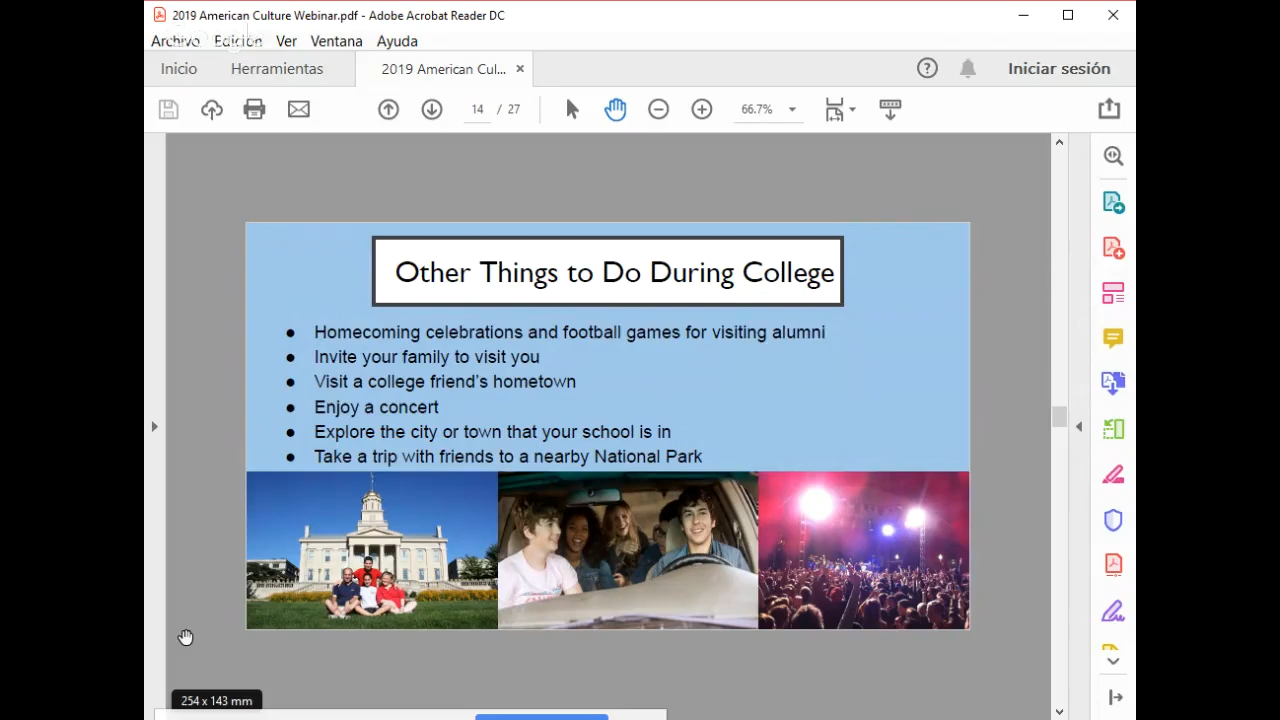 2019 American Culture Webinar.pdf - Adobe Acrobat Reader DC
Archivo Edición Ver Ventana Ayuda
Inicio Herramientas 2019 American Cul... Iniciar sesión
14 / 27 66.7%
Other Things to Do During College
● Homecoming celebrations and football games for visiting alumni
● Invite your family to visit you
● Visit a college friend's hometown
● Enjoy a concert
● Explore the city or town that your school is in
● Take a trip with friends to a nearby National Park
254 x 143 mm